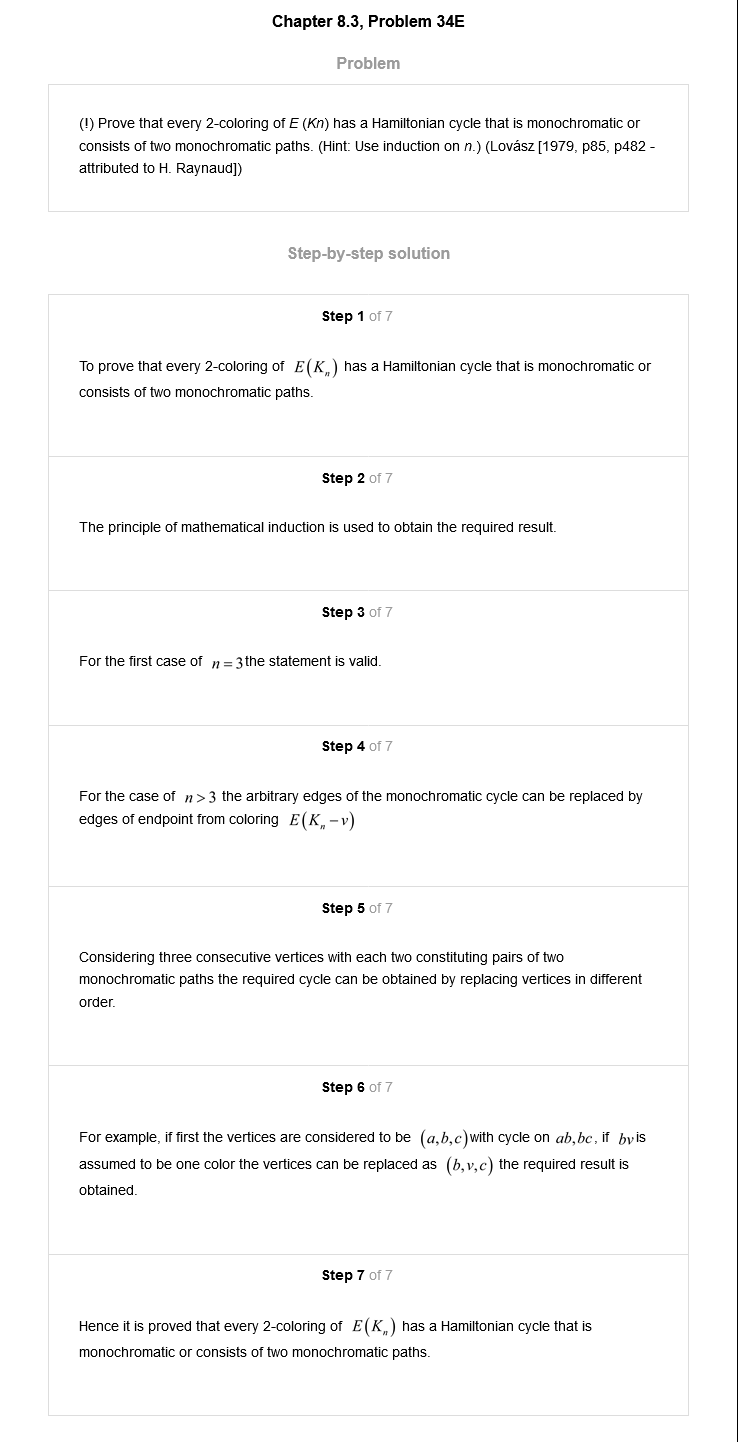 Chapter 8.3, Problem 34E
Problem
(!) Prove that every 2-coloring of E (Kn) has a Hamiltonian cycle that is monochromatic or
consists of two monochromatic paths. (Hint: Use induction on n.) (Lovász [1979, p85, p482 -
attributed to H. Raynaud])
Step-by-step solution
Step 1 of 7
To prove that every 2-coloring of E(Kₙ) has a Hamiltonian cycle that is monochromatic or
consists of two monochromatic paths.
Step 2 of 7
The principle of mathematical induction is used to obtain the required result.
Step 3 of 7
For the first case of n = 3 the statement is valid.
Step 4 of 7
For the case of n > 3 the arbitrary edges of the monochromatic cycle can be replaced by
edges of endpoint from coloring E(Kₙ − v)
Step 5 of 7
Considering three consecutive vertices with each two constituting pairs of two
monochromatic paths the required cycle can be obtained by replacing vertices in different
order.
Step 6 of 7
For example, if first the vertices are considered to be (a,b,c) with cycle on ab,bc, if bv is
assumed to be one color the vertices can be replaced as (b,v,c) the required result is
obtained.
Step 7 of 7
Hence it is proved that every 2-coloring of E(Kₙ) has a Hamiltonian cycle that is
monochromatic or consists of two monochromatic paths.